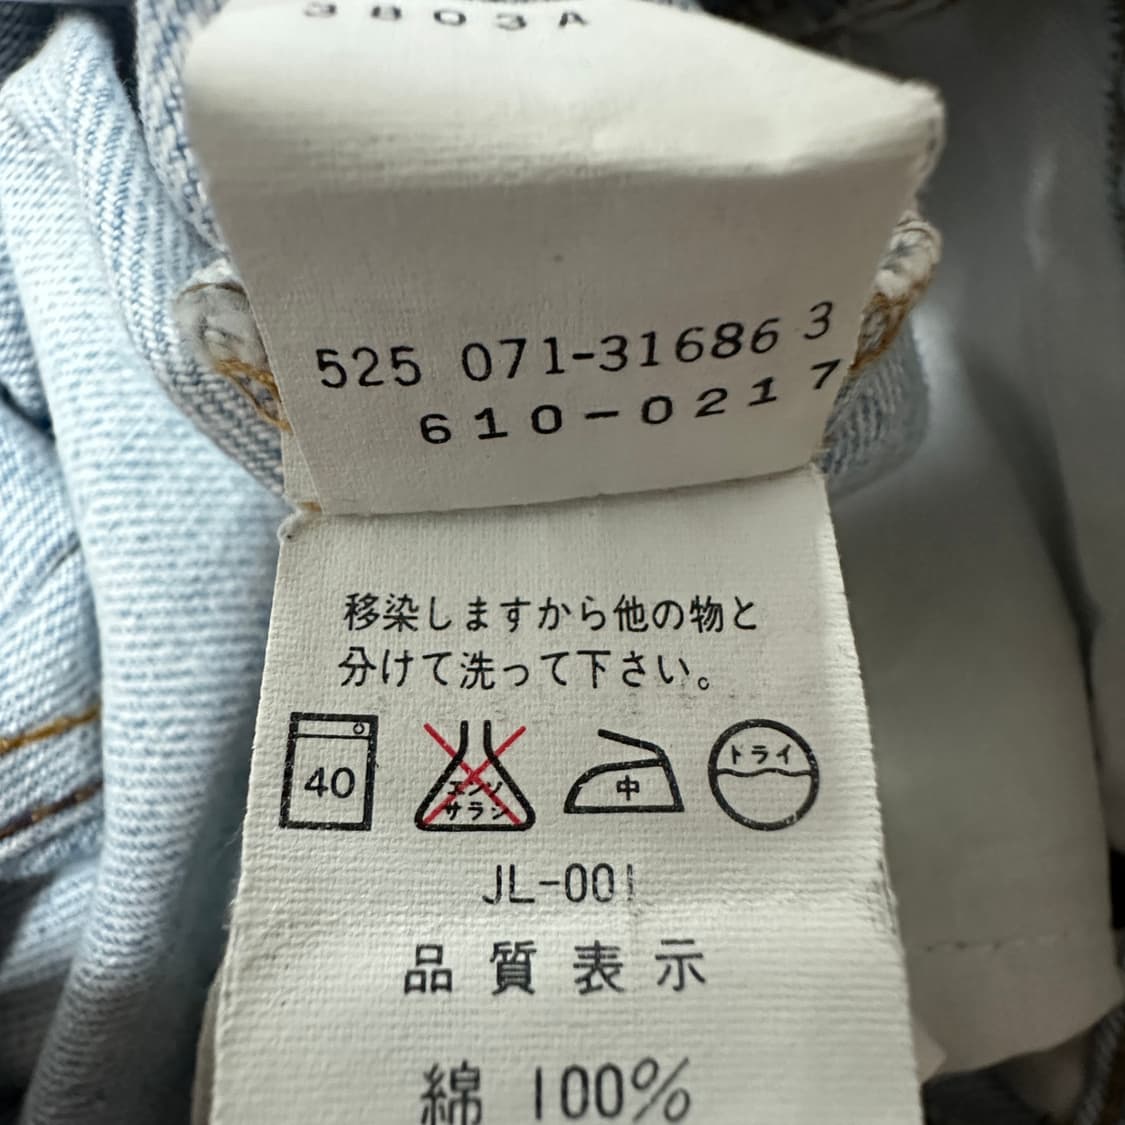 3803A
525 071-31686 3
610-0217
移染しますから他の物と
分けて洗って下さい。
40
エンソ
サラシ
中
ドライ
JL-001
品質表示
綿 100%